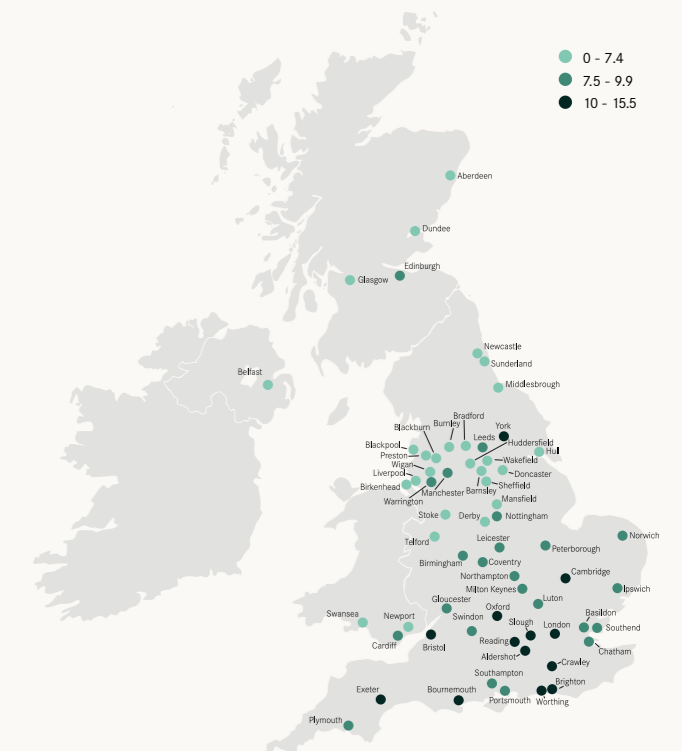 0 - 7.4
7.5 - 9.9
10 - 15.5
Aberdeen
Dundee
Edinburgh
Glasgow
Newcastle
Sunderland
Belfast
Middlesbrough
Bradford
Burnley
Blackburn
York
Leeds
Huddersfield
Blackpool
Hull
Preston
Wakefield
Wigan
Liverpool
Doncaster
Birkenhead
Sheffield
Manchester
Barnsley
Warrington
Mansfield
Stoke
Derby
Nottingham
Norwich
Telford
Leicester
Peterborough
Birmingham
Coventry
Cambridge
Northampton
Milton Keynes
Ipswich
Gloucester
Luton
Oxford
Basildon
Swansea
Newport
Swindon
Slough
London
Southend
Cardiff
Bristol
Reading
Chatham
Aldershot
Crawley
Southampton
Brighton
Exeter
Bournemouth
Portsmouth
Worthing
Plymouth